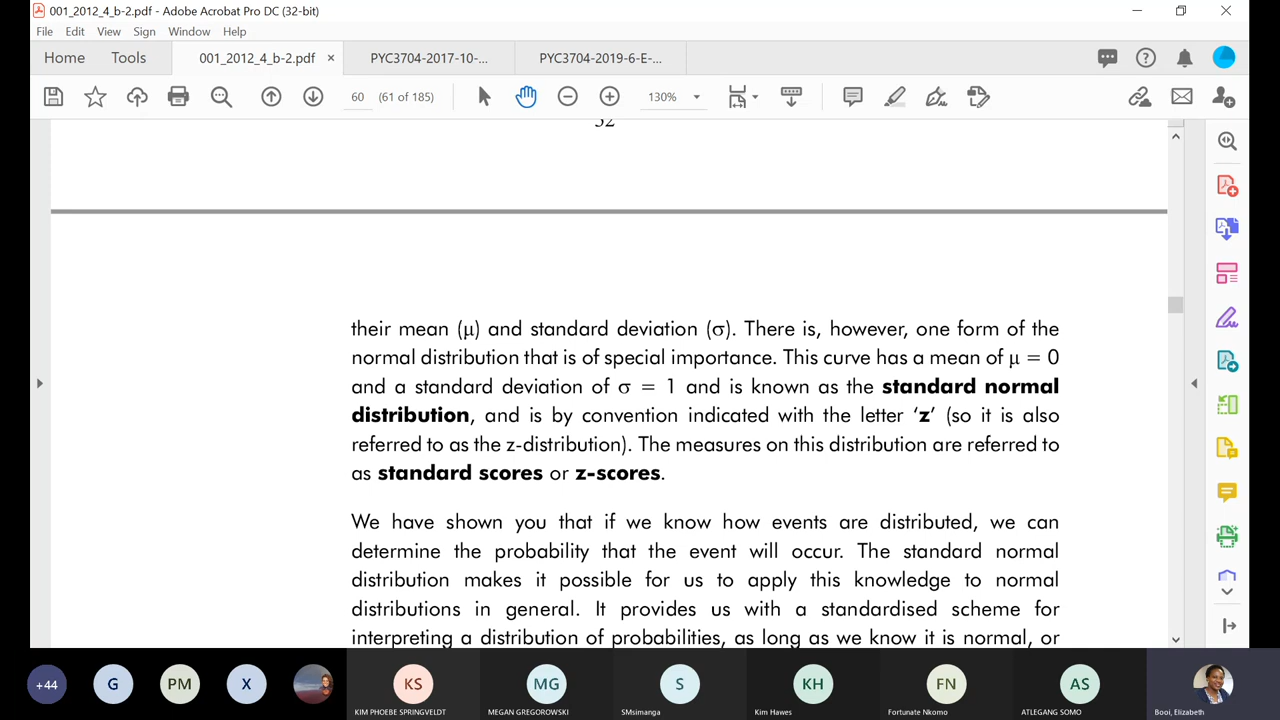 001_2012_4_b-2.pdf - Adobe Acrobat Pro DC (32-bit)
File Edit View Sign Window Help
Home Tools 001_2012_4_b-2.pdf × PYC3704-2017-10-... PYC3704-2019-6-E-...
60 (61 of 185) 130%
52
their mean (μ) and standard deviation (σ). There is, however, one form of the
normal distribution that is of special importance. This curve has a mean of μ = 0
and a standard deviation of σ = 1 and is known as the standard normal
distribution, and is by convention indicated with the letter ‘z’ (so it is also
referred to as the z-distribution). The measures on this distribution are referred to
as standard scores or z-scores.
We have shown you that if we know how events are distributed, we can
determine the probability that the event will occur. The standard normal
distribution makes it possible for us to apply this knowledge to normal
distributions in general. It provides us with a standardised scheme for
interpreting a distribution of probabilities, as long as we know it is normal, or
+44 G PM X KS MG S KH FN AS
KIM PHOEBE SPRINGVELDT MEGAN GREGOROWSKI SMsimanga Kim Hawes Fortunate Nkomo ATLEGANG SOMO Booi, Elizabeth